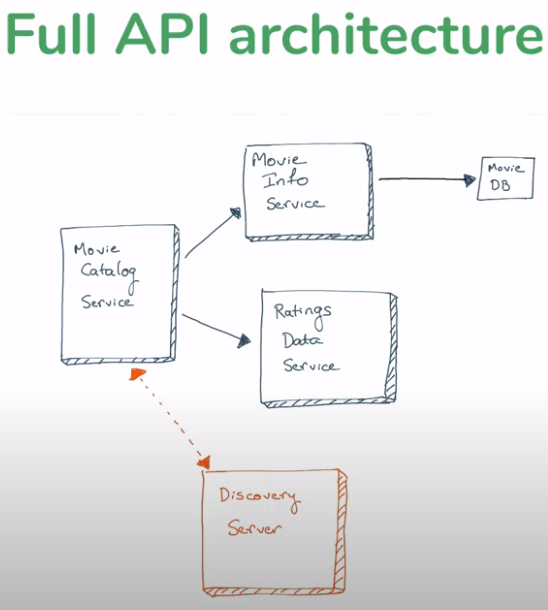 Full API architecture
Movie
Info
Service
Movie
DB
Movie
Catalog
Service
Ratings
Data
Service
Discovery
Server